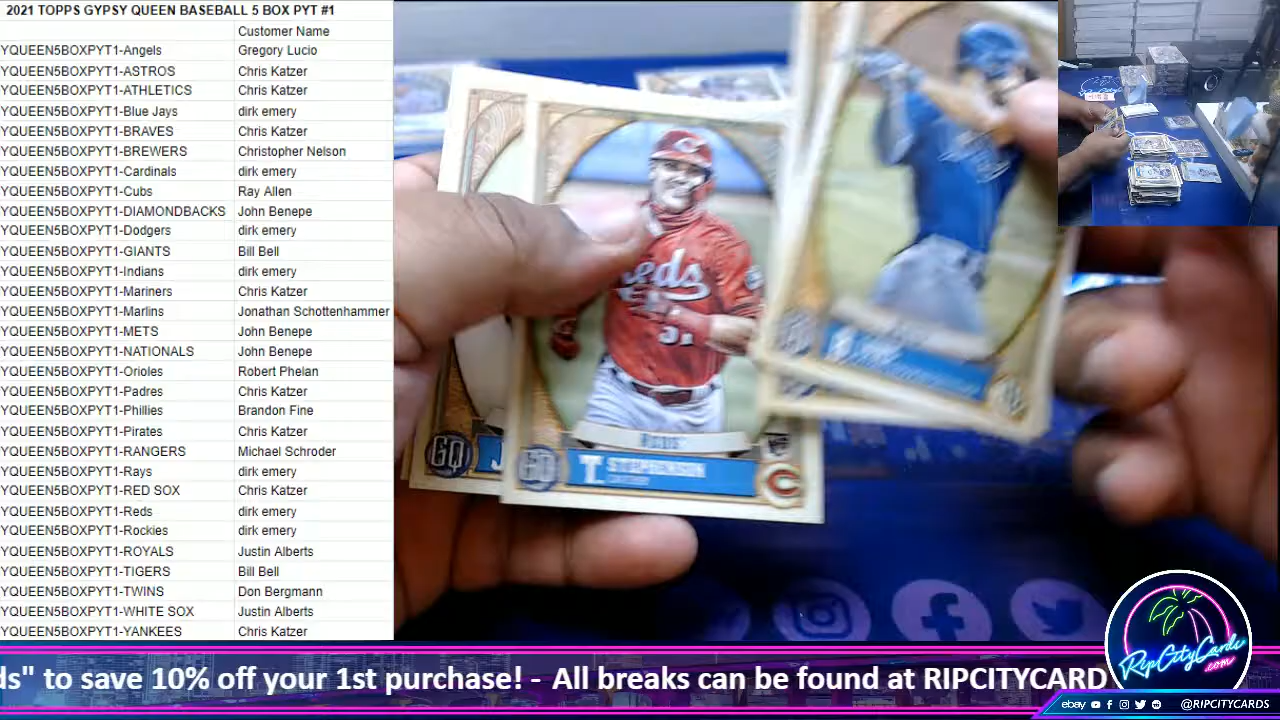 2021 TOPPS GYPSY QUEEN BASEBALL 5 BOX PYT #1
Customer Name
YQUEEN5BOXPYT1-Angels Gregory Lucio
YQUEEN5BOXPYT1-ASTROS Chris Katzer
YQUEEN5BOXPYT1-ATHLETICS Chris Katzer
YQUEEN5BOXPYT1-Blue Jays dirk emery
YQUEEN5BOXPYT1-BRAVES Chris Katzer
YQUEEN5BOXPYT1-BREWERS Christopher Nelson
YQUEEN5BOXPYT1-Cardinals dirk emery
YQUEEN5BOXPYT1-Cubs Ray Allen
YQUEEN5BOXPYT1-DIAMONDBACKS John Benepe
YQUEEN5BOXPYT1-Dodgers dirk emery
YQUEEN5BOXPYT1-GIANTS Bill Bell
YQUEEN5BOXPYT1-Indians dirk emery
YQUEEN5BOXPYT1-Mariners Chris Katzer
YQUEEN5BOXPYT1-Marlins Jonathan Schottenhammer
YQUEEN5BOXPYT1-METS John Benepe
YQUEEN5BOXPYT1-NATIONALS John Benepe
YQUEEN5BOXPYT1-Orioles Robert Phelan
YQUEEN5BOXPYT1-Padres Chris Katzer
YQUEEN5BOXPYT1-Phillies Brandon Fine
YQUEEN5BOXPYT1-Pirates Chris Katzer
YQUEEN5BOXPYT1-RANGERS Michael Schroder
YQUEEN5BOXPYT1-Rays dirk emery
YQUEEN5BOXPYT1-RED SOX Chris Katzer
YQUEEN5BOXPYT1-Reds dirk emery
YQUEEN5BOXPYT1-Rockies dirk emery
YQUEEN5BOXPYT1-ROYALS Justin Alberts
YQUEEN5BOXPYT1-TIGERS Bill Bell
YQUEEN5BOXPYT1-TWINS Don Bergmann
YQUEEN5BOXPYT1-WHITE SOX Justin Alberts
YQUEEN5BOXPYT1-YANKEES Chris Katzer
eds
REDS
GQ J
GQ T. STEPHENSON
CATCHER
C
ds" to save 10% off your 1st purchase! - All breaks can be found at RIPCITYCARD
RipCityCards
.com
ebay @RIPCITYCARDS